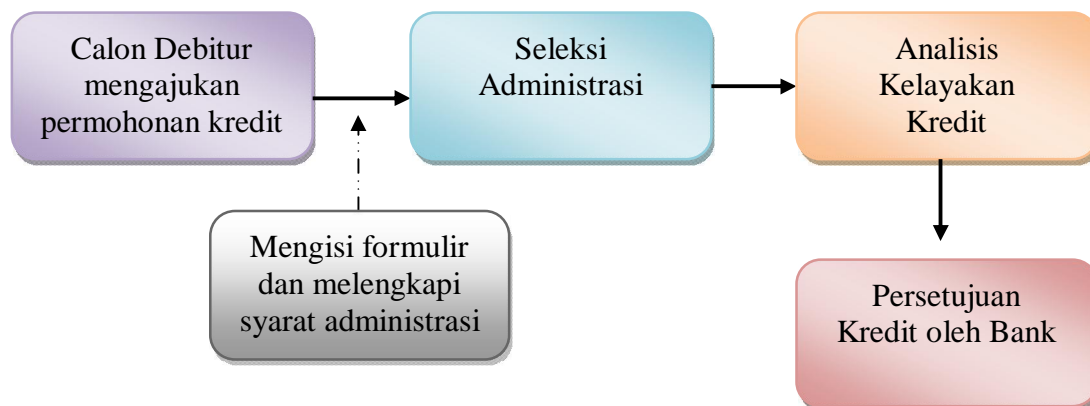 Calon Debitur
mengajukan
permohonan kredit
Seleksi
Administrasi
Analisis
Kelayakan
Kredit
Mengisi formulir
dan melengkapi
syarat administrasi
Persetujuan
Kredit oleh Bank